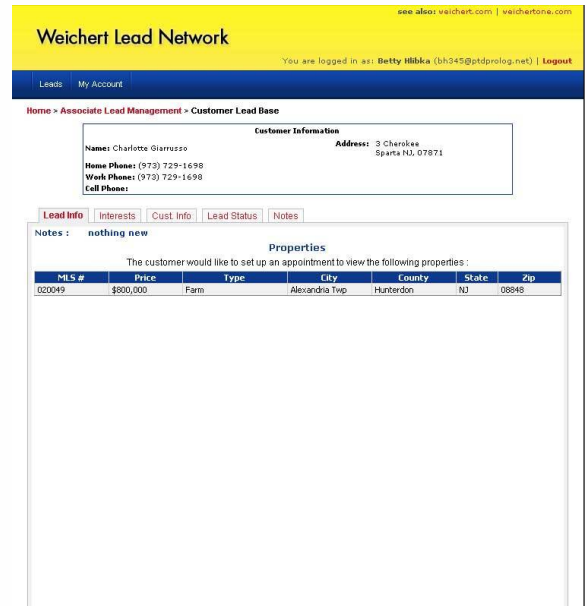 see also: weichert.com | weichertone.com
Weichert Lead Network
You are logged in as: Betty Hlibka (bh345@ptdprolog.net) | Logout
Leads My Account
Home > Associate Lead Management > Customer Lead Base
Customer Information
Name: Charlotte Giarrusso Address: 3 Cherokee
Sparta NJ, 07871
Home Phone: (973) 729-1698
Work Phone: (973) 729-1698
Cell Phone:
Lead Info Interests Cust. Info Lead Status Notes
Notes : nothing new
Properties
The customer would like to set up an appointment to view the following properties :
MLS # Price Type City County State Zip
020049 $800,000 Farm Alexandria Twp Hunterdon NJ 08848